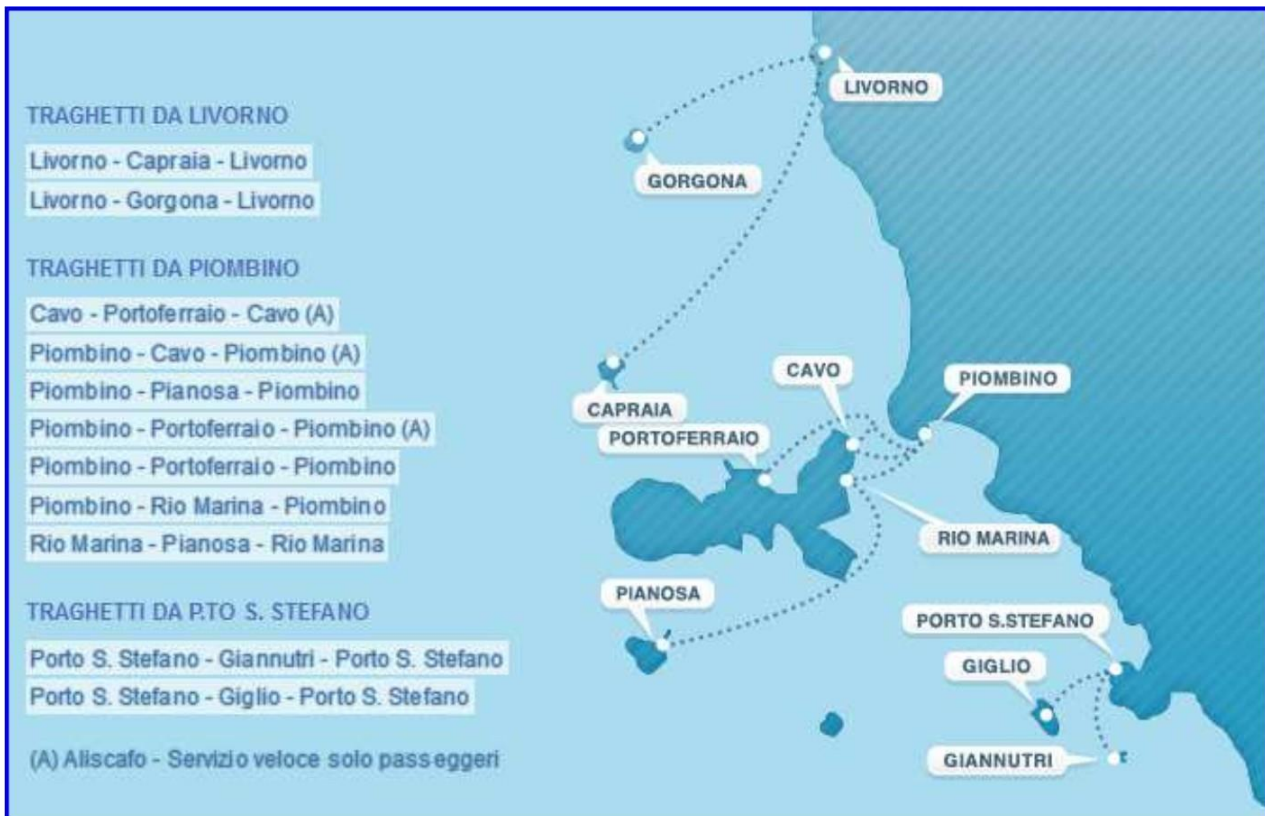 TRAGHETTI DA LIVORNO
Livorno - Capraia - Livorno
Livorno - Gorgona - Livorno
TRAGHETTI DA PIOMBINO
Cavo - Portoferraio - Cavo (A)
Piombino - Cavo - Piombino (A)
Piombino - Pianosa - Piombino
Piombino - Portoferraio - Piombino (A)
Piombino - Portoferraio - Piombino
Piombino - Rio Marina - Piombino
Rio Marina - Pianosa - Rio Marina
TRAGHETTI DA P.TO S. STEFANO
Porto S. Stefano - Giannutri - Porto S. Stefano
Porto S. Stefano - Giglio - Porto S. Stefano
(A) Aliscafo - Servizio veloce solo passeggeri
LIVORNO
GORGONA
CAPRAIA
CAVO
PIOMBINO
PORTOFERRAIO
RIO MARINA
PIANOSA
PORTO S.STEFANO
GIGLIO
GIANNUTRI